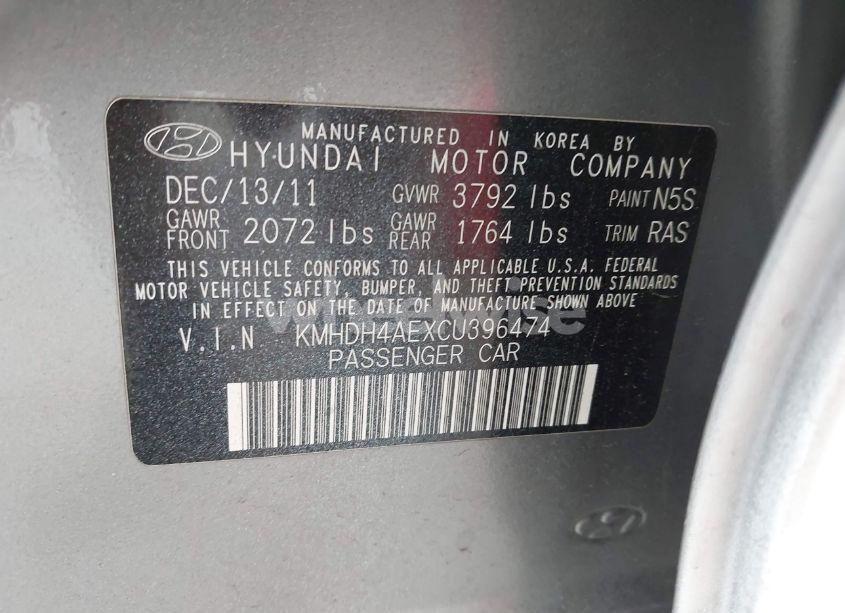 MANUFACTURED IN KOREA BY
HYUNDAI MOTOR COMPANY
DEC/13/11 GVWR 3792 lbs PAINT N5S
GAWR FRONT 2072 lbs GAWR REAR 1764 lbs TRIM RAS
THIS VEHICLE CONFORMS TO ALL APPLICABLE U.S.A. FEDERAL
MOTOR VEHICLE SAFETY, BUMPER, AND THEFT PREVENTION STANDARDS
IN EFFECT ON THE DATE OF MANUFACTURE SHOWN ABOVE
V.I.N KMHDH4AEXCU396474
PASSENGER CAR